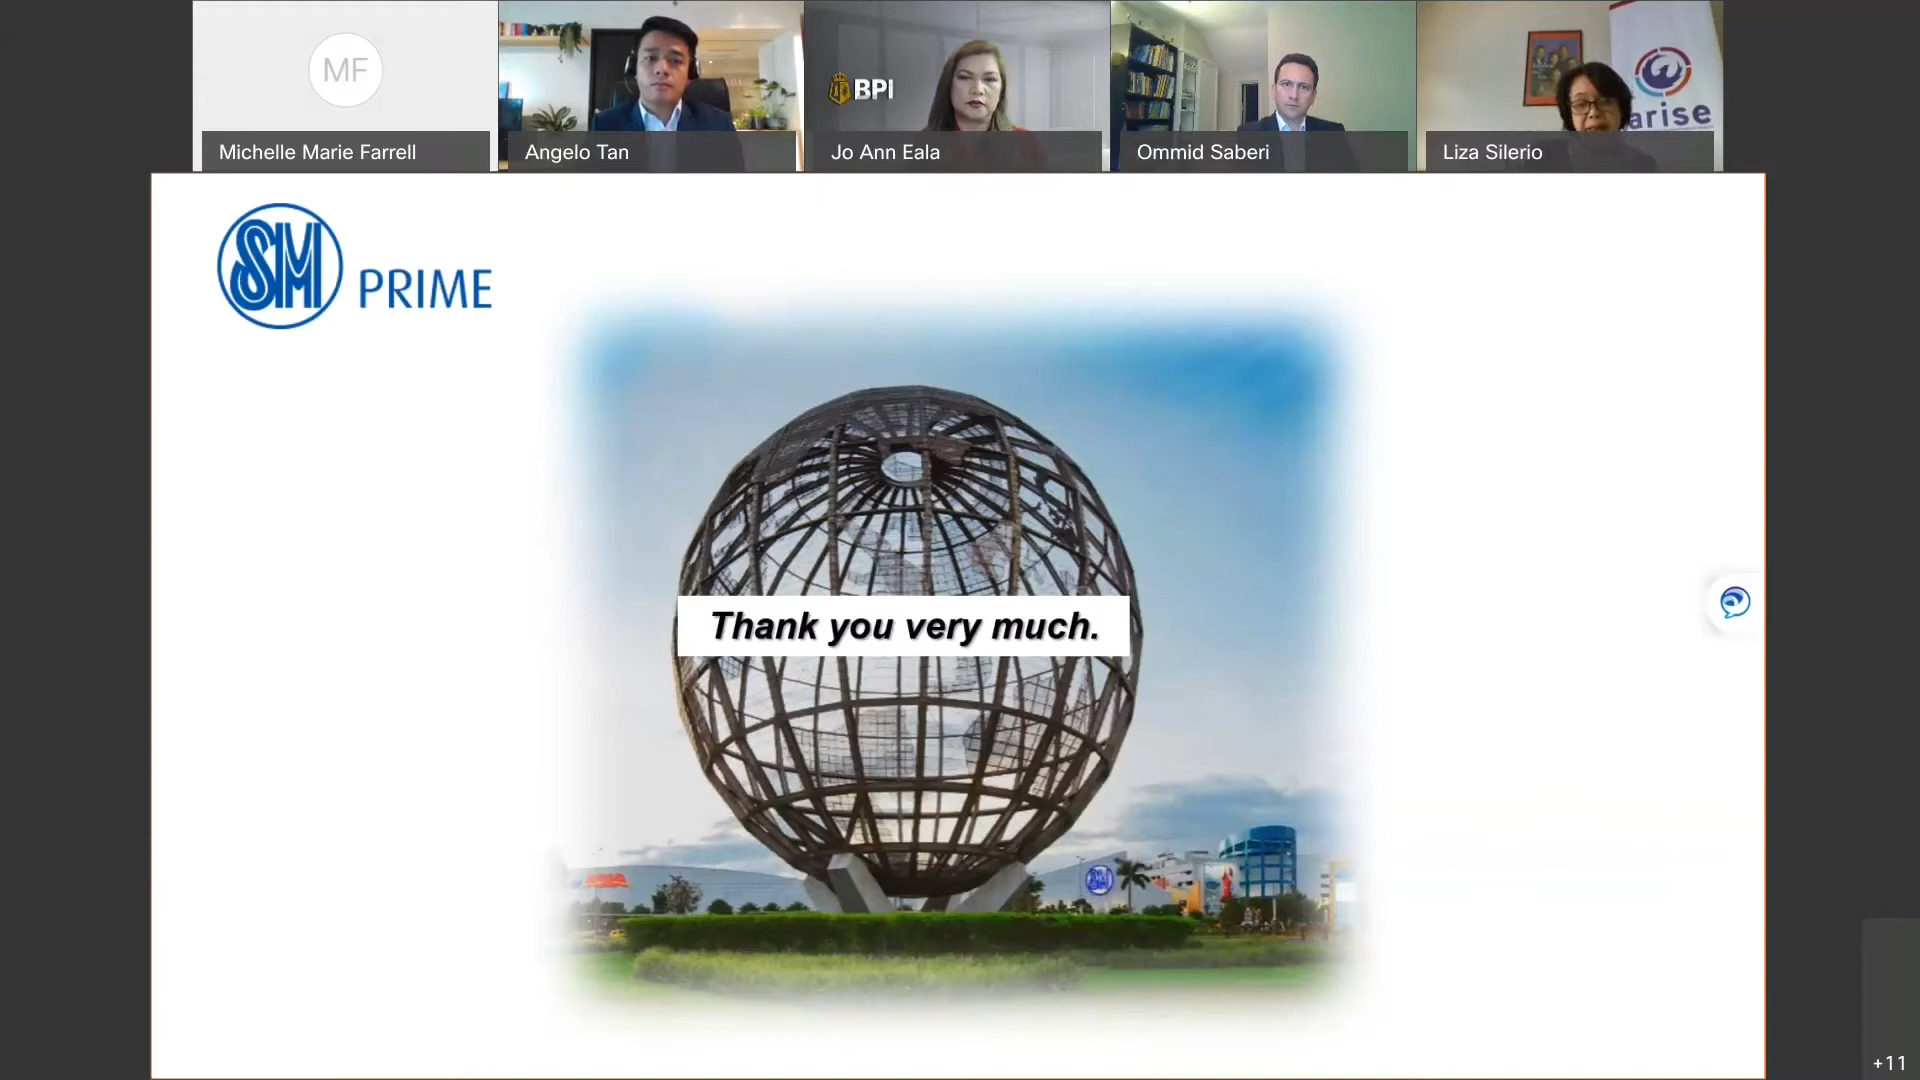 MF
Michelle Marie Farrell
Angelo Tan
BPI
Jo Ann Eala
Ommid Saberi
arise
Liza Silerio
SM PRIME
Thank you very much.
SM
+11